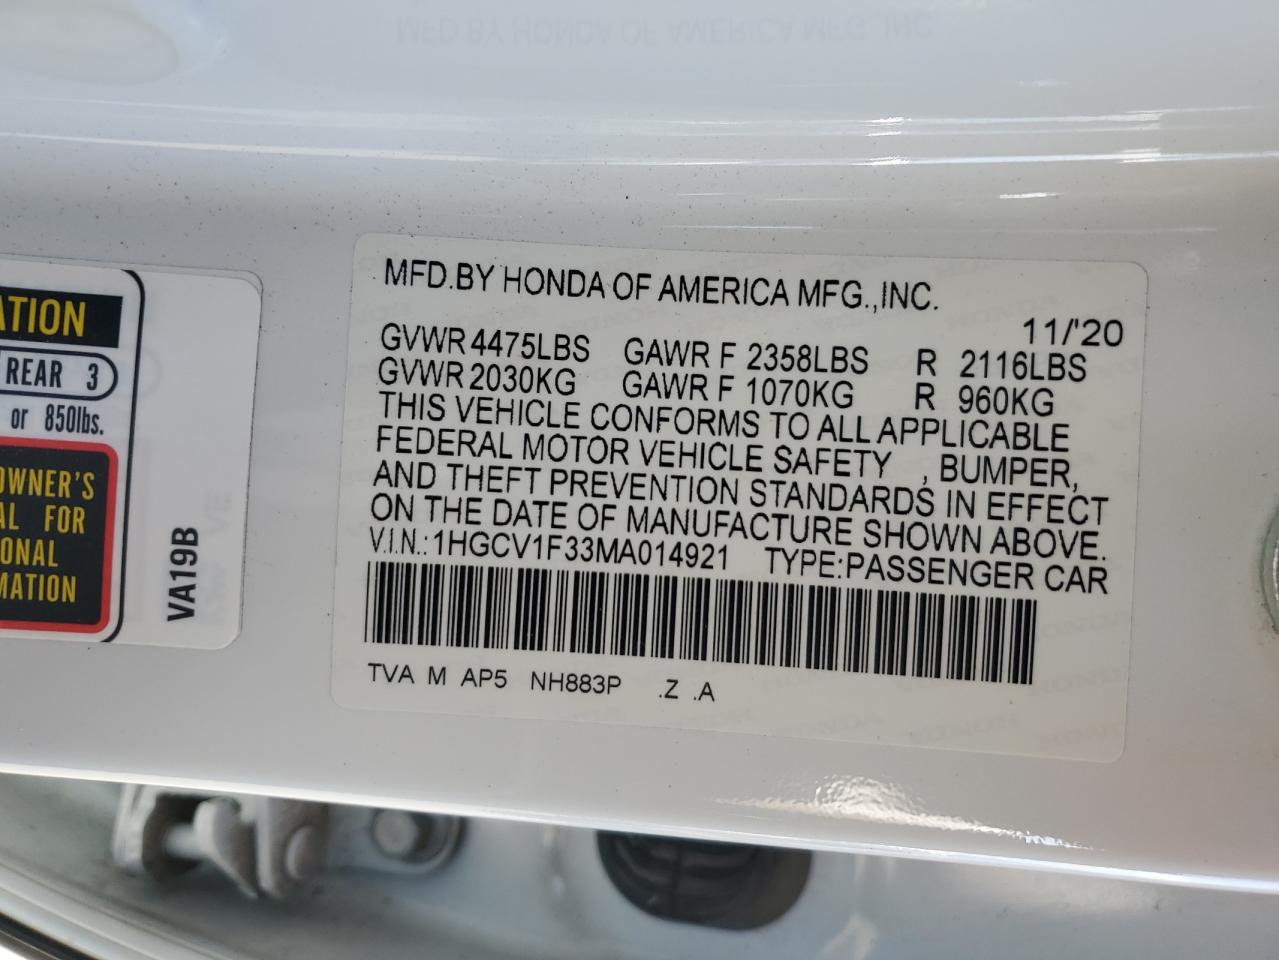 MFD.BY HONDA OF AMERICA MFG.,INC.
11/'20
GVWR 4475LBS GAWR F 2358LBS R 2116LBS
GVWR 2030KG GAWR F 1070KG R 960KG
THIS VEHICLE CONFORMS TO ALL APPLICABLE
FEDERAL MOTOR VEHICLE SAFETY , BUMPER,
AND THEFT PREVENTION STANDARDS IN EFFECT
ON THE DATE OF MANUFACTURE SHOWN ABOVE.
V.I.N.:1HGCV1F33MA014921 TYPE:PASSENGER CAR
TVA M AP5 NH883P .Z .A
ATION
REAR 3
or 850lbs.
OWNER'S
AL FOR
ONAL
MATION
VA19B